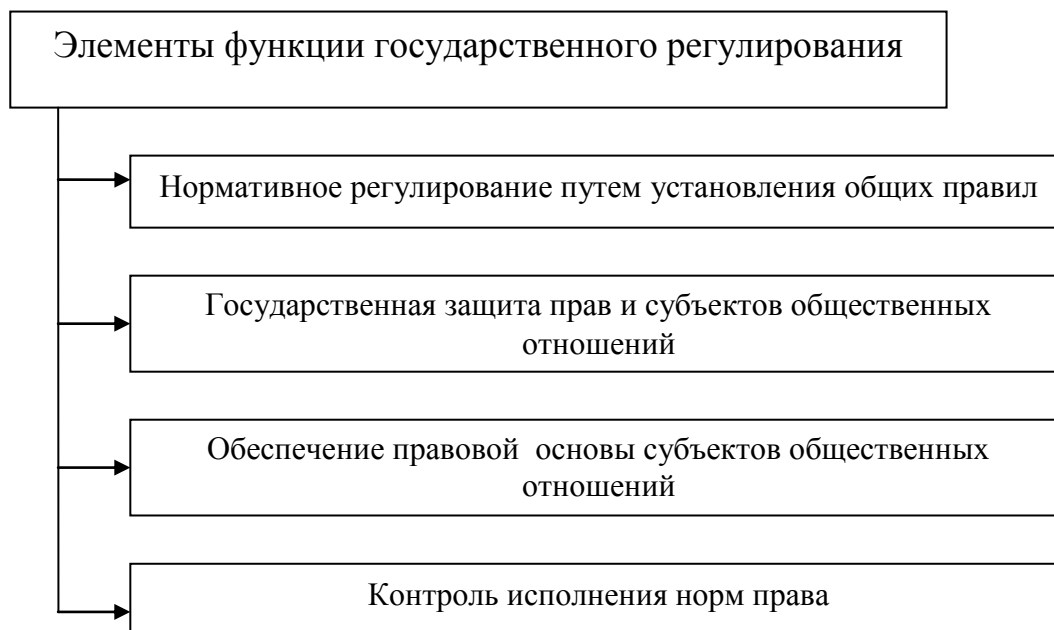 Элементы функции государственного регулирования
Нормативное регулирование путем установления общих правил
Государственная защита прав и субъектов общественных
отношений
Обеспечение правовой основы субъектов общественных
отношений
Контроль исполнения норм права